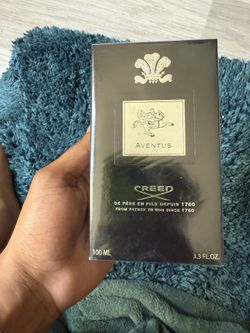 AVENTUS
CREED
DE PÈRE EN FILS DEPUIS 1760
FROM FATHER TO SON SINCE 1760
100 ML
3.3 FL.OZ.